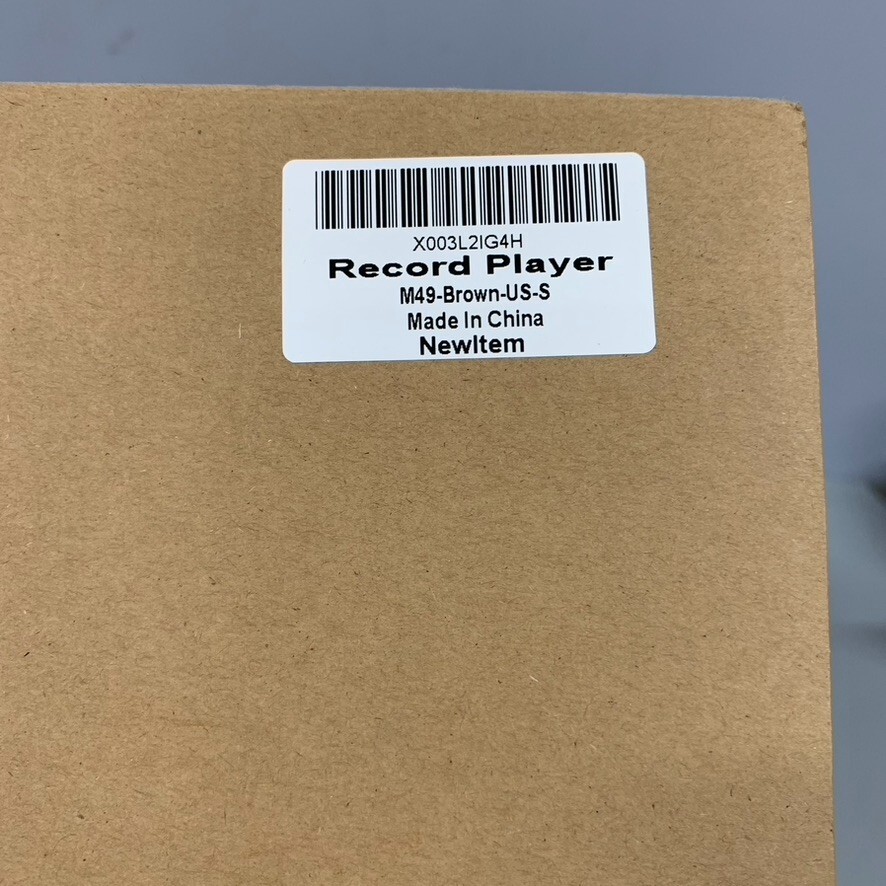 X003L2IG4H
Record Player
M49-Brown-US-S
Made In China
NewItem